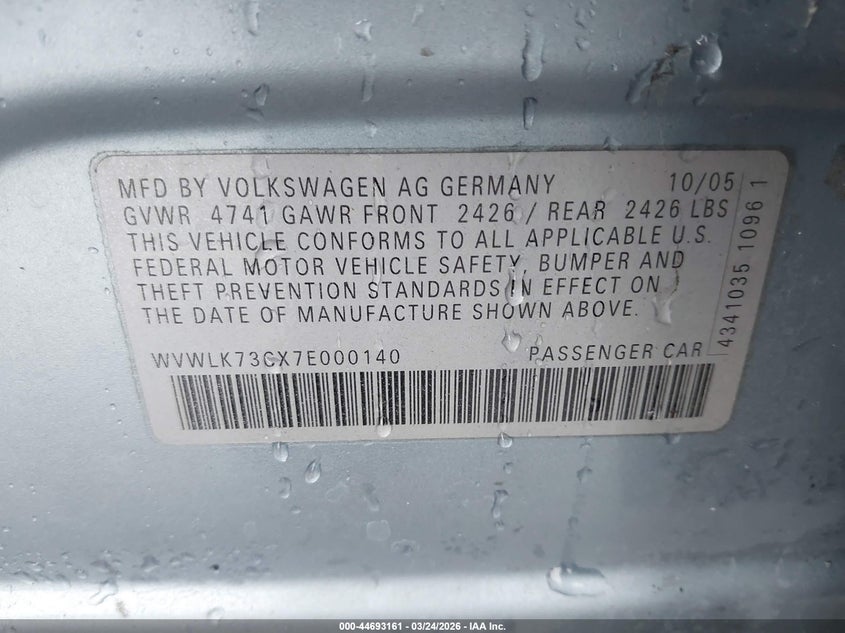 MFD BY VOLKSWAGEN AG GERMANY 10/05
GVWR 4741 GAWR FRONT 2426 / REAR 2426 LBS
THIS VEHICLE CONFORMS TO ALL APPLICABLE U.S.
FEDERAL MOTOR VEHICLE SAFETY, BUMPER AND
THEFT PREVENTION STANDARDS IN EFFECT ON
THE DATE OF MANUFACTURE SHOWN ABOVE.
WVWLK73CX7E000140 PASSENGER CAR
4341035 1096 1
000-44693161 - 03/24/2026 - IAA Inc.